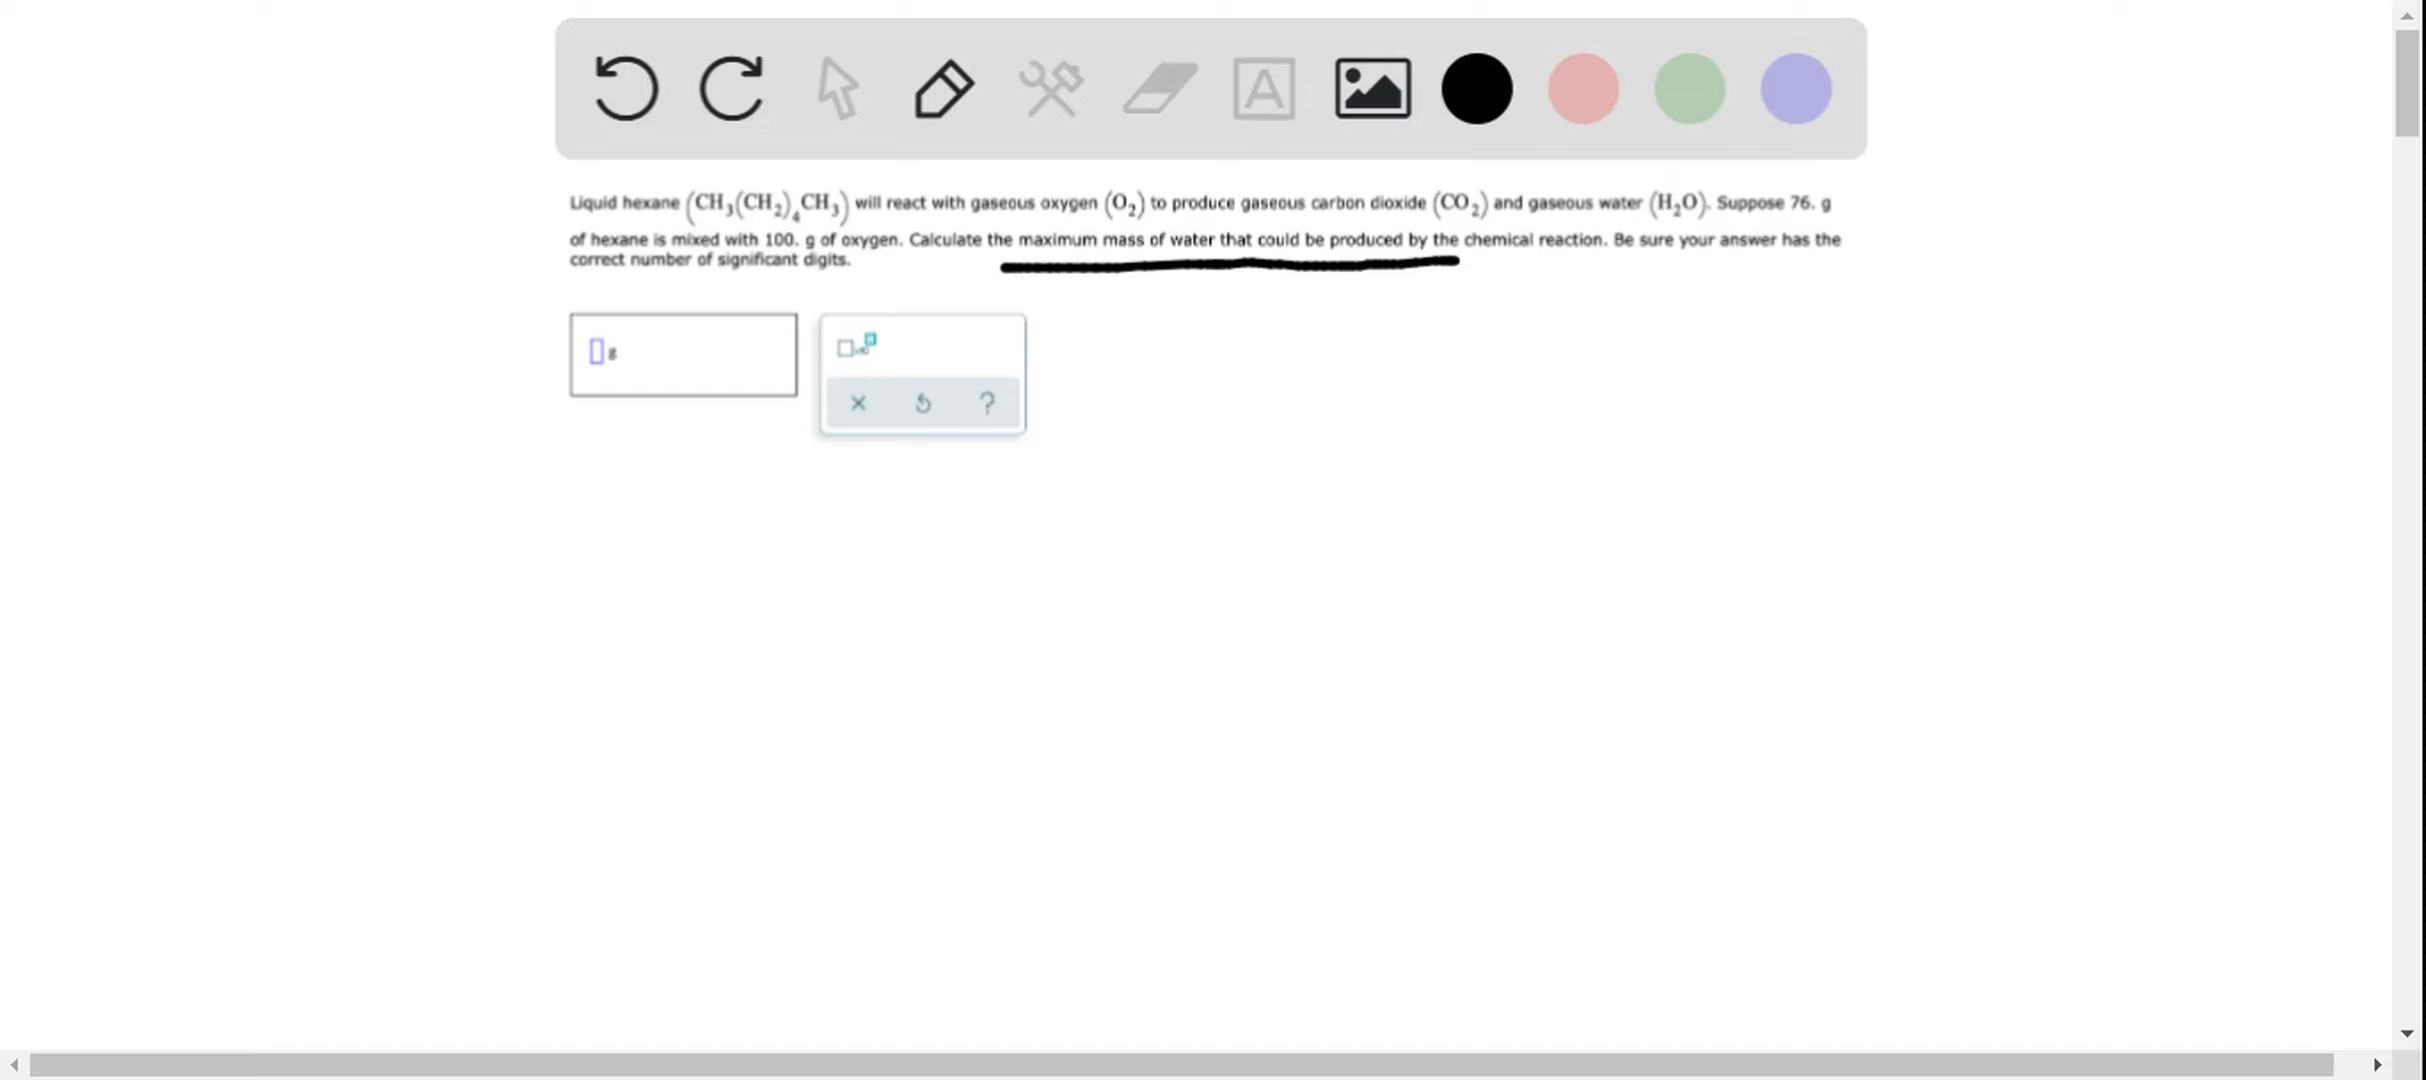 A
Liquid hexane (CH₃(CH₂)₄CH₃) will react with gaseous oxygen (O₂) to produce gaseous carbon dioxide (CO₂) and gaseous water (H₂O). Suppose 76. g
of hexane is mixed with 100. g of oxygen. Calculate the maximum mass of water that could be produced by the chemical reaction. Be sure your answer has the
correct number of significant digits.
g
?